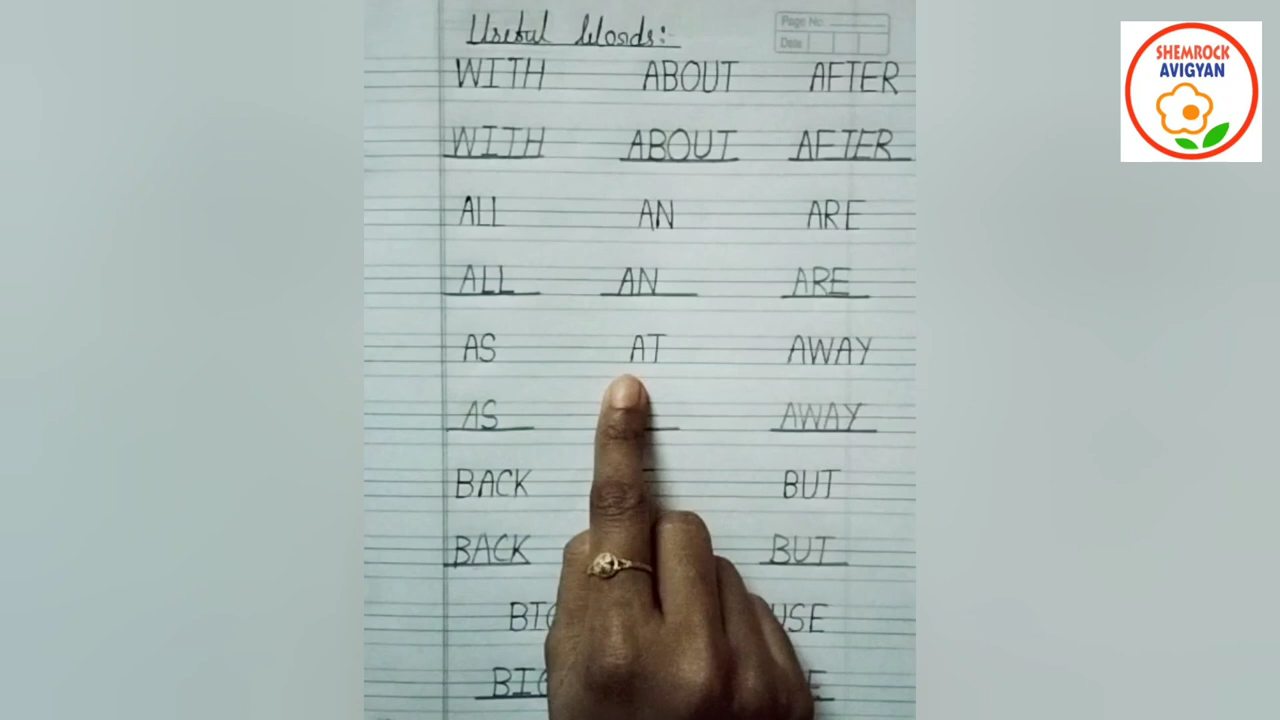 Useful Words:
Page No.
Date
SHEMROCK
AVIGYAN
WITH ABOUT AFTER
WITH ABOUT AFTER
ALL AN ARE
ALL AN ARE
AS AT AWAY
AS AWAY
BACK BUT
BACK BUT